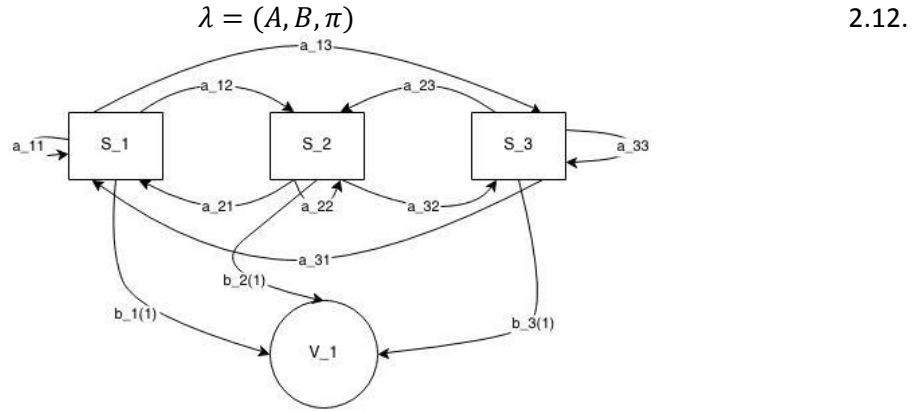 λ = (A, B, π) 2.12.
a_13
a_12 a_23
a_11 S_1 S_2 S_3 a_33
a_21 a_22 a_32
a_31
b_2(1)
b_1(1) b_3(1)
V_1